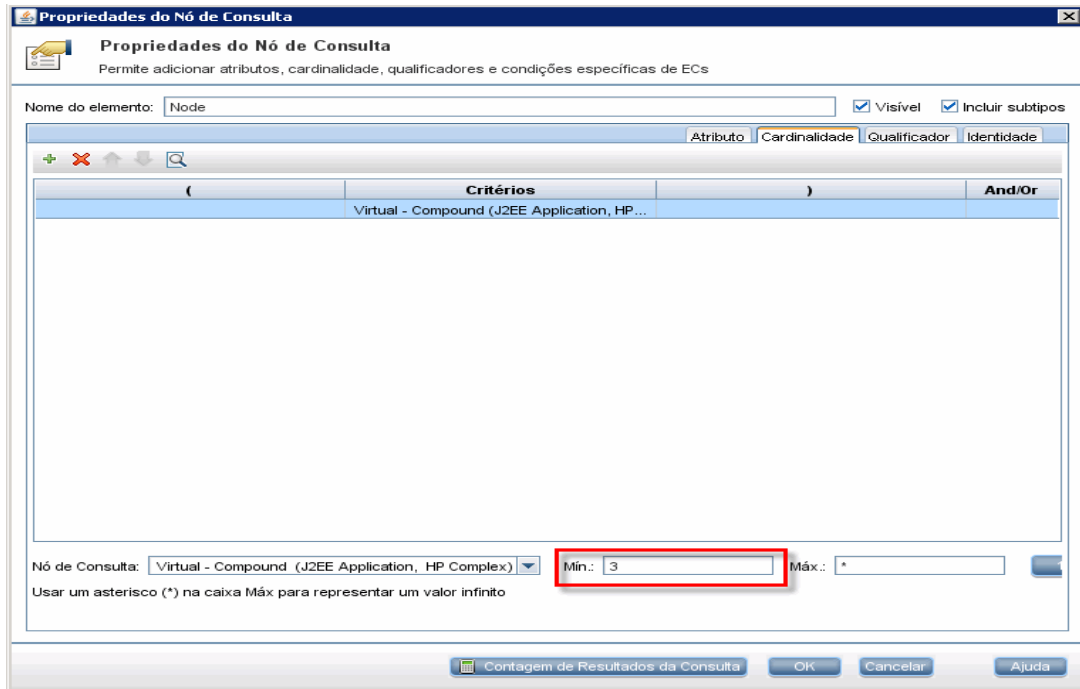 Propriedades do Nó de Consulta
Propriedades do Nó de Consulta
Permite adicionar atributos, cardinalidade, qualificadores e condições específicas de ECs
Nome do elemento: Node Visível Incluir subtipos
Atributo Cardinalidade Qualificador Identidade
( Critérios ) And/Or
Virtual - Compound (J2EE Application, HP...
Nó de Consulta: Virtual - Compound (J2EE Application, HP Complex) Mín.: 3 Máx.: *
Usar um asterisco (*) na caixa Máx para representar um valor infinito
Contagem de Resultados da Consulta OK Cancelar Ajuda